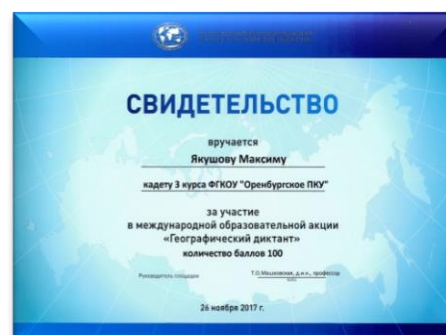 СВИДЕТЕЛЬСТВО
вручается
Якушову Максиму
кадету 3 курса ФГКОУ "Оренбургское ПКУ"
за участие
в международной образовательной акции
«Географический диктант»
количество баллов 100
Руководитель площадки
Т.О.Машковская, д.и.н., профессор
26 ноября 2017 г.